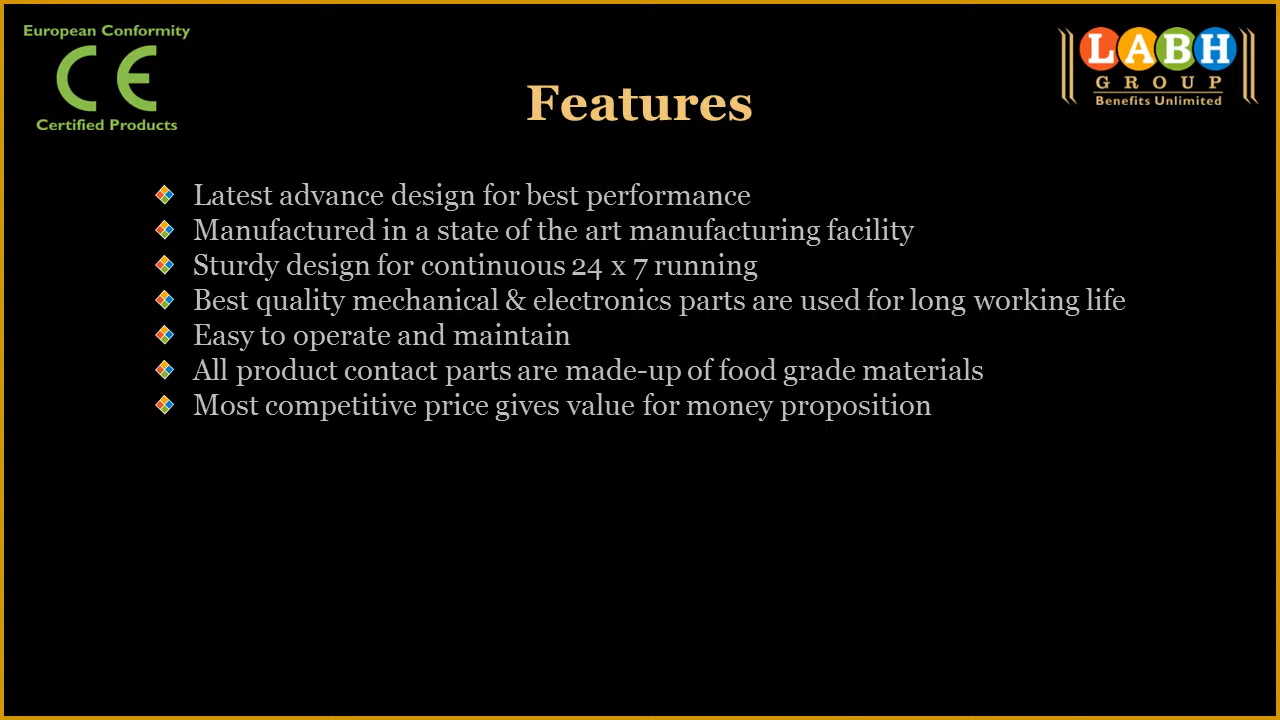 European Conformity
CE
Certified Products
LABH
GROUP
Benefits Unlimited
Features
Latest advance design for best performance
Manufactured in a state of the art manufacturing facility
Sturdy design for continuous 24 x 7 running
Best quality mechanical & electronics parts are used for long working life
Easy to operate and maintain
All product contact parts are made-up of food grade materials
Most competitive price gives value for money proposition